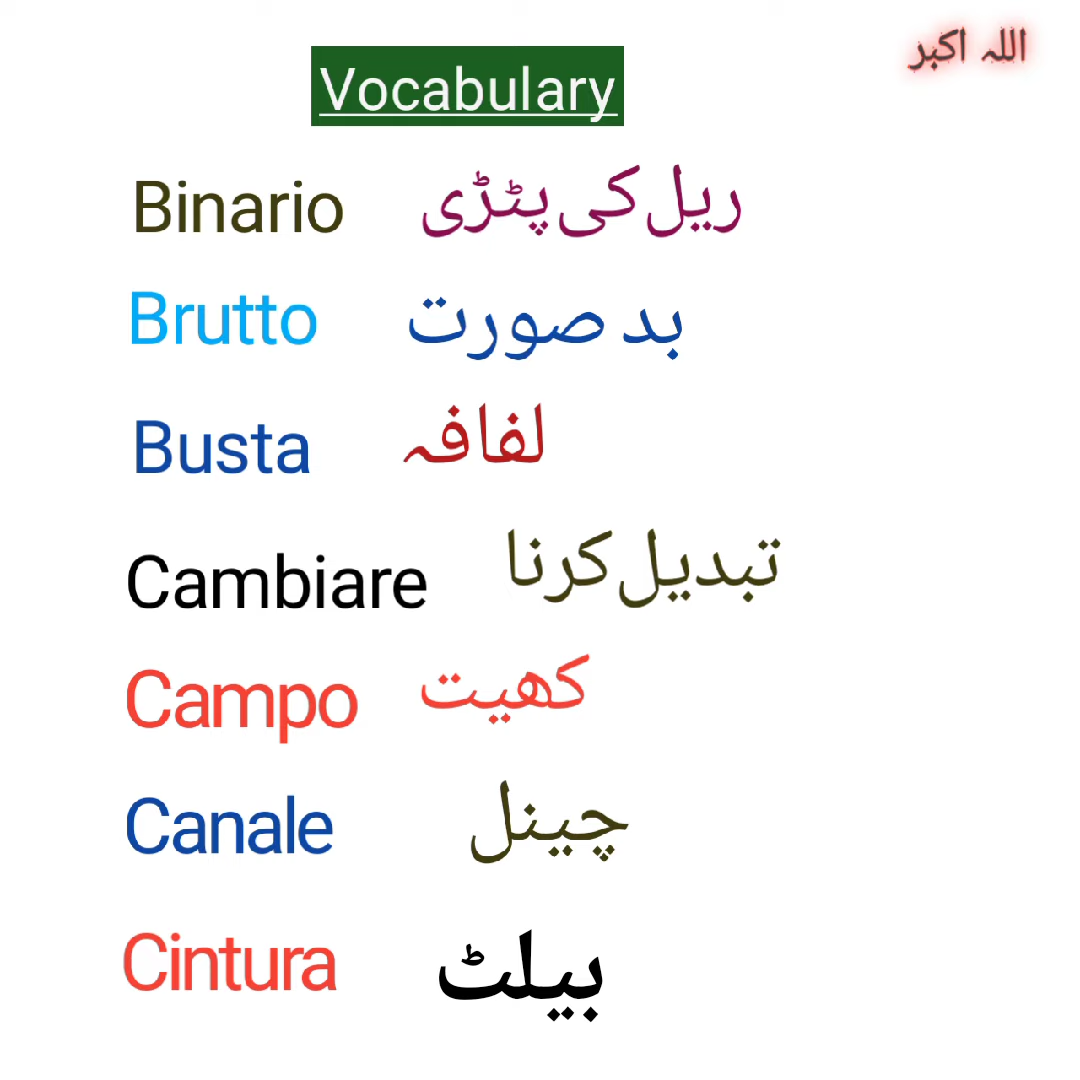 اللہ اکبر
Vocabulary
Binario ریل کی پٹڑی
Brutto بد صورت
Busta لفافہ
Cambiare تبدیل کرنا
Campo کھیت
Canale چینل
Cintura بیلٹ